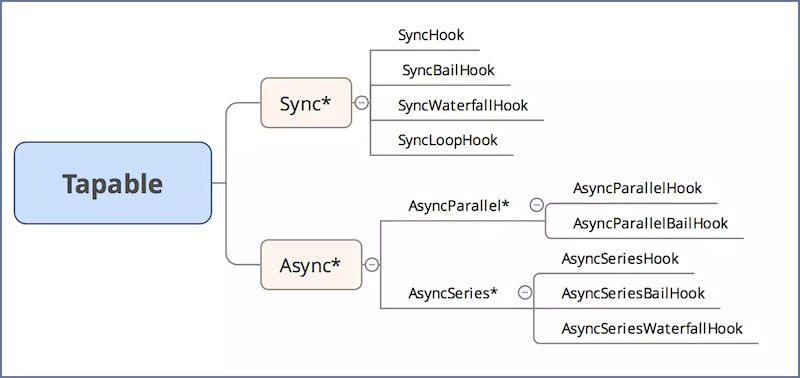 Tapable
Sync*
SyncHook
SyncBailHook
SyncWaterfallHook
SyncLoopHook
Async*
AsyncParallel*
AsyncParallelHook
AsyncParallelBailHook
AsyncSeries*
AsyncSeriesHook
AsyncSeriesBailHook
AsyncSeriesWaterfallHook